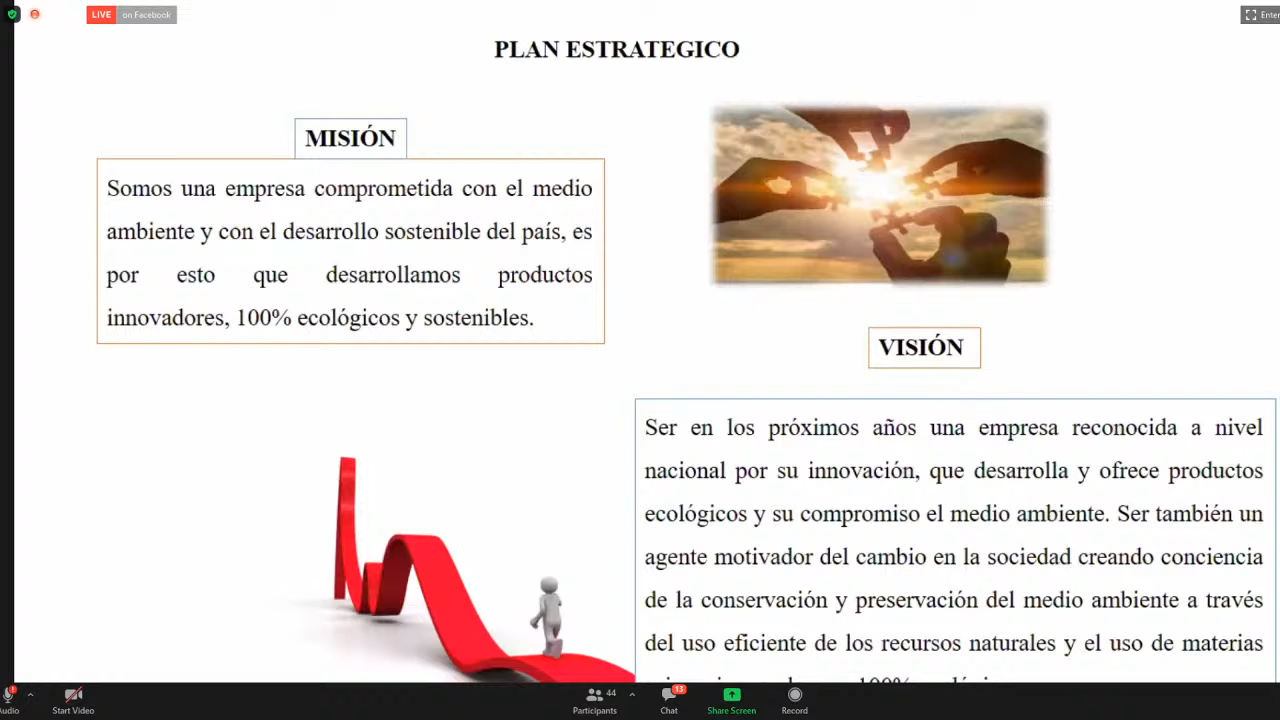 LIVE on Facebook
Enter
PLAN ESTRATEGICO
MISIÓN
Somos una empresa comprometida con el medio
ambiente y con el desarrollo sostenible del país, es
por esto que desarrollamos productos
innovadores, 100% ecológicos y sostenibles.
VISIÓN
Ser en los próximos años una empresa reconocida a nivel
nacional por su innovación, que desarrolla y ofrece productos
ecológicos y su compromiso el medio ambiente. Ser también un
agente motivador del cambio en la sociedad creando conciencia
de la conservación y preservación del medio ambiente a través
del uso eficiente de los recursos naturales y el uso de materias
100%
Audio
Start Video
44
Participants
13
Chat
Share Screen
Record